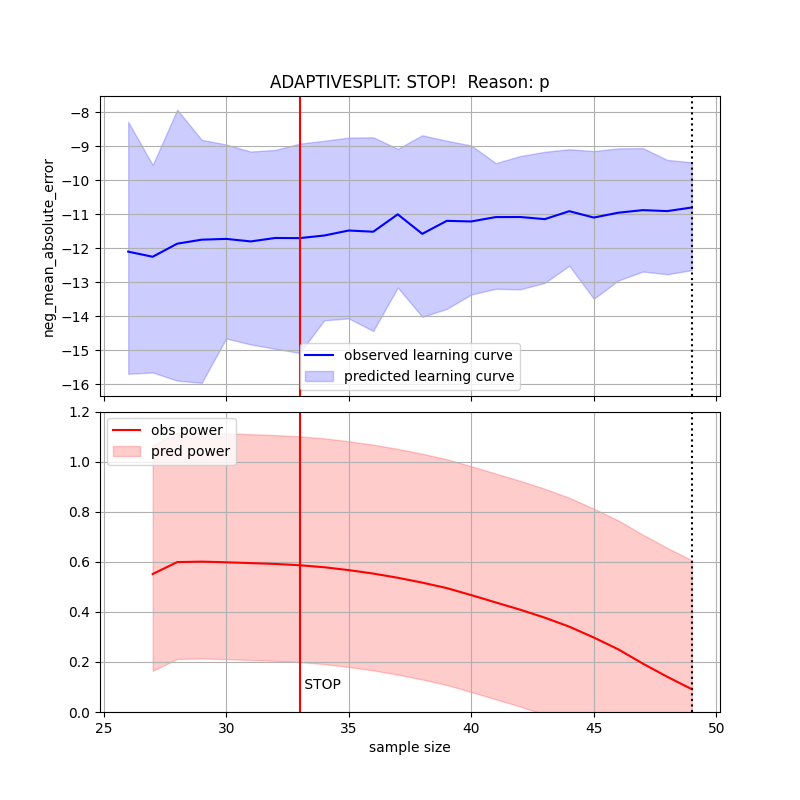 ADAPTIVESPLIT: STOP!  Reason: p
neg_mean_absolute_error
−8
−9
−10
−11
−12
−13
−14
−15
−16
observed learning curve
predicted learning curve
1.2
1.0
0.8
0.6
0.4
0.2
0.0
obs power
pred power
STOP
25 30 35 40 45 50
sample size